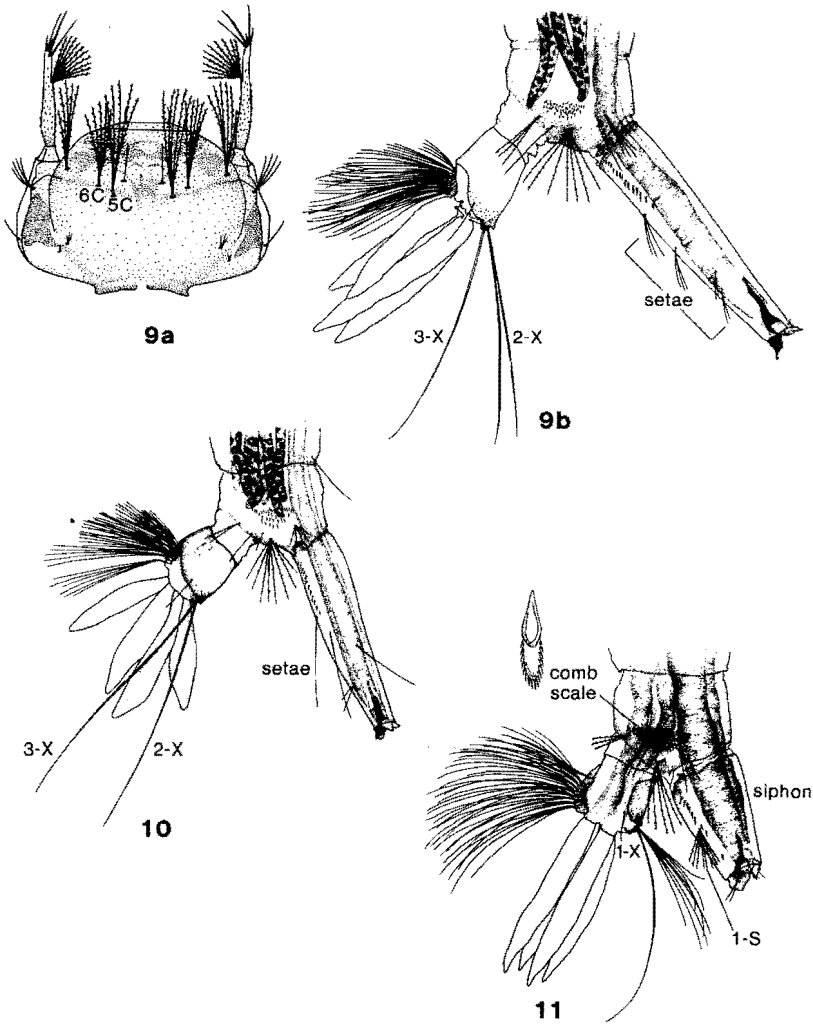 6C
5C
9a
setae
3-X
2-X
9b
setae
3-X
2-X
10
comb
scale
siphon
1-X
1-S
11